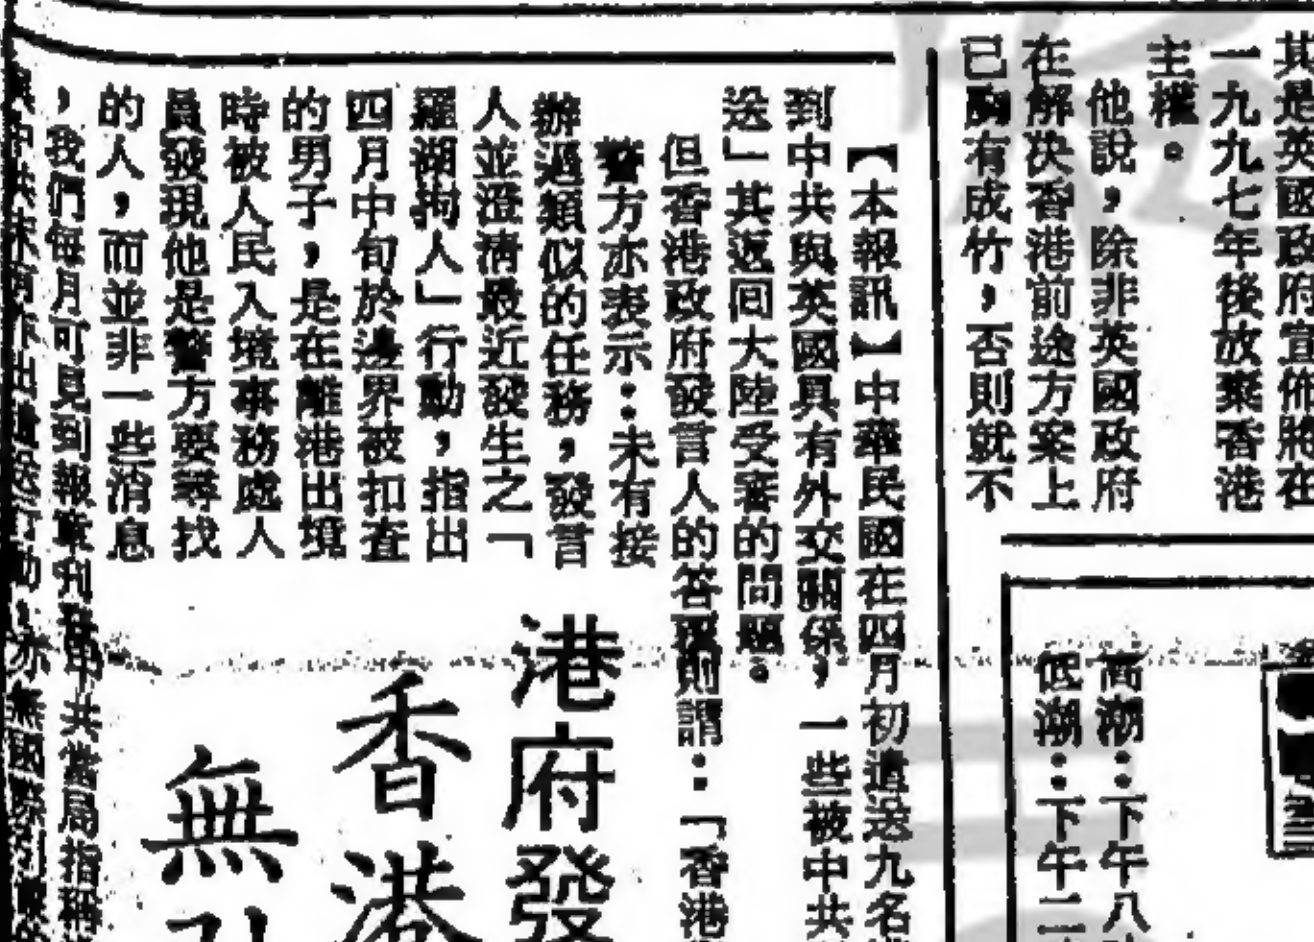 其是英國政府宣佈將在
一九九七年後放棄香港
主權。
他說，除非英國政府
在解決香港前途方案上
已胸有成竹，否則就不
高潮：下午八
低潮：下午二
【本報訊】中華民國在四月初遣送九名
到中共與英國具有外交關係，一些被中共
送」其返回大陸受審的問題。
但香港政府發言人的答覆則謂：「香港
警方亦表示：未有接
辦過類似的任務，發言
人並澄清最近發生之「
羅湖拘人」行動，指出
四月中旬於邊界被扣查
的男子，是在離港出境
時被人民入境事務處人
員發現他是警方要尋找
的人，而並非一些消息
港府發
香港
無引
，我們每月可見到報章刊登中共當局指稱